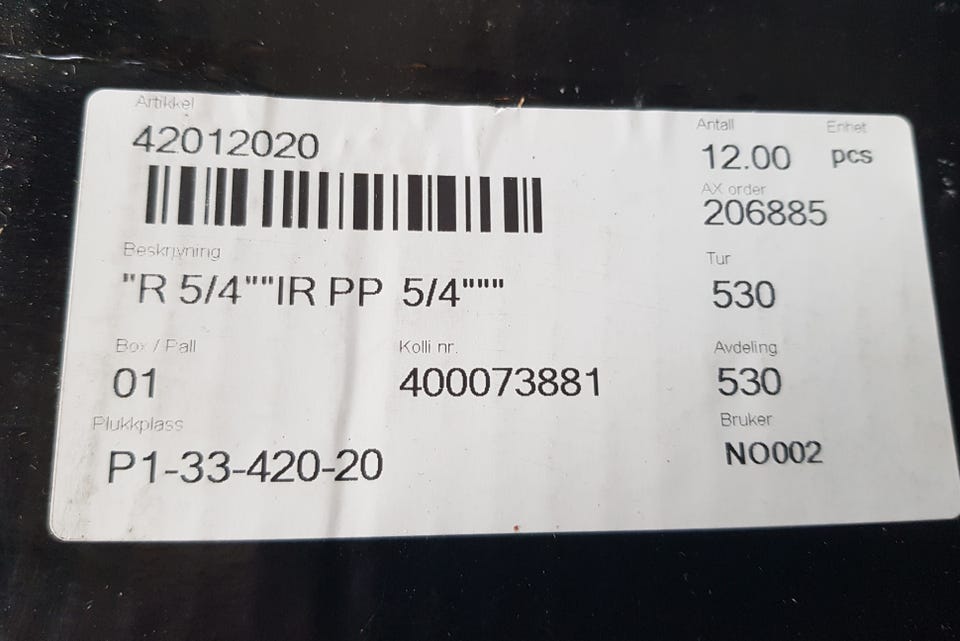 Artikkel
42012020
Antall
Enhet
12.00 pcs
AX order
206885
Beskrivning
"R 5/4""IR PP 5/4"""
Tur
530
Box / Pall
01
Kolli nr.
400073881
Avdeling
530
Plukkplass
P1-33-420-20
Bruker
NO002